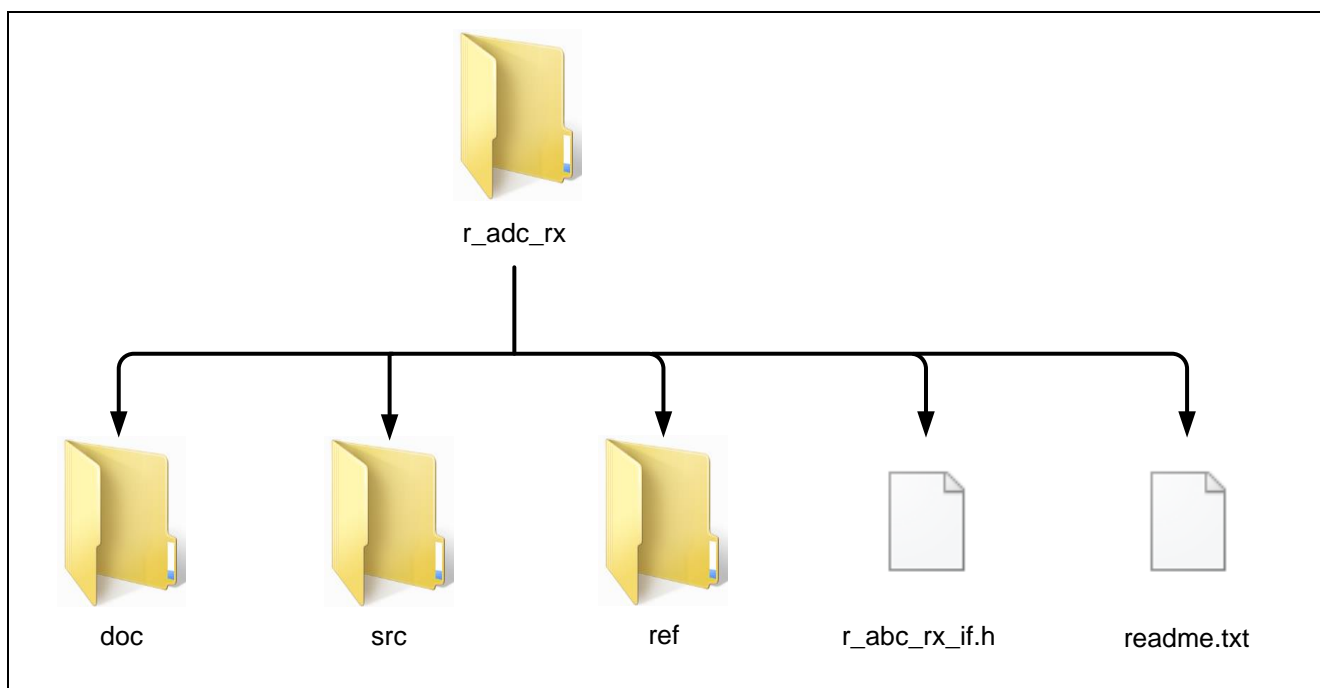 r_adc_rx
doc
src
ref
r_abc_rx_if.h
readme.txt